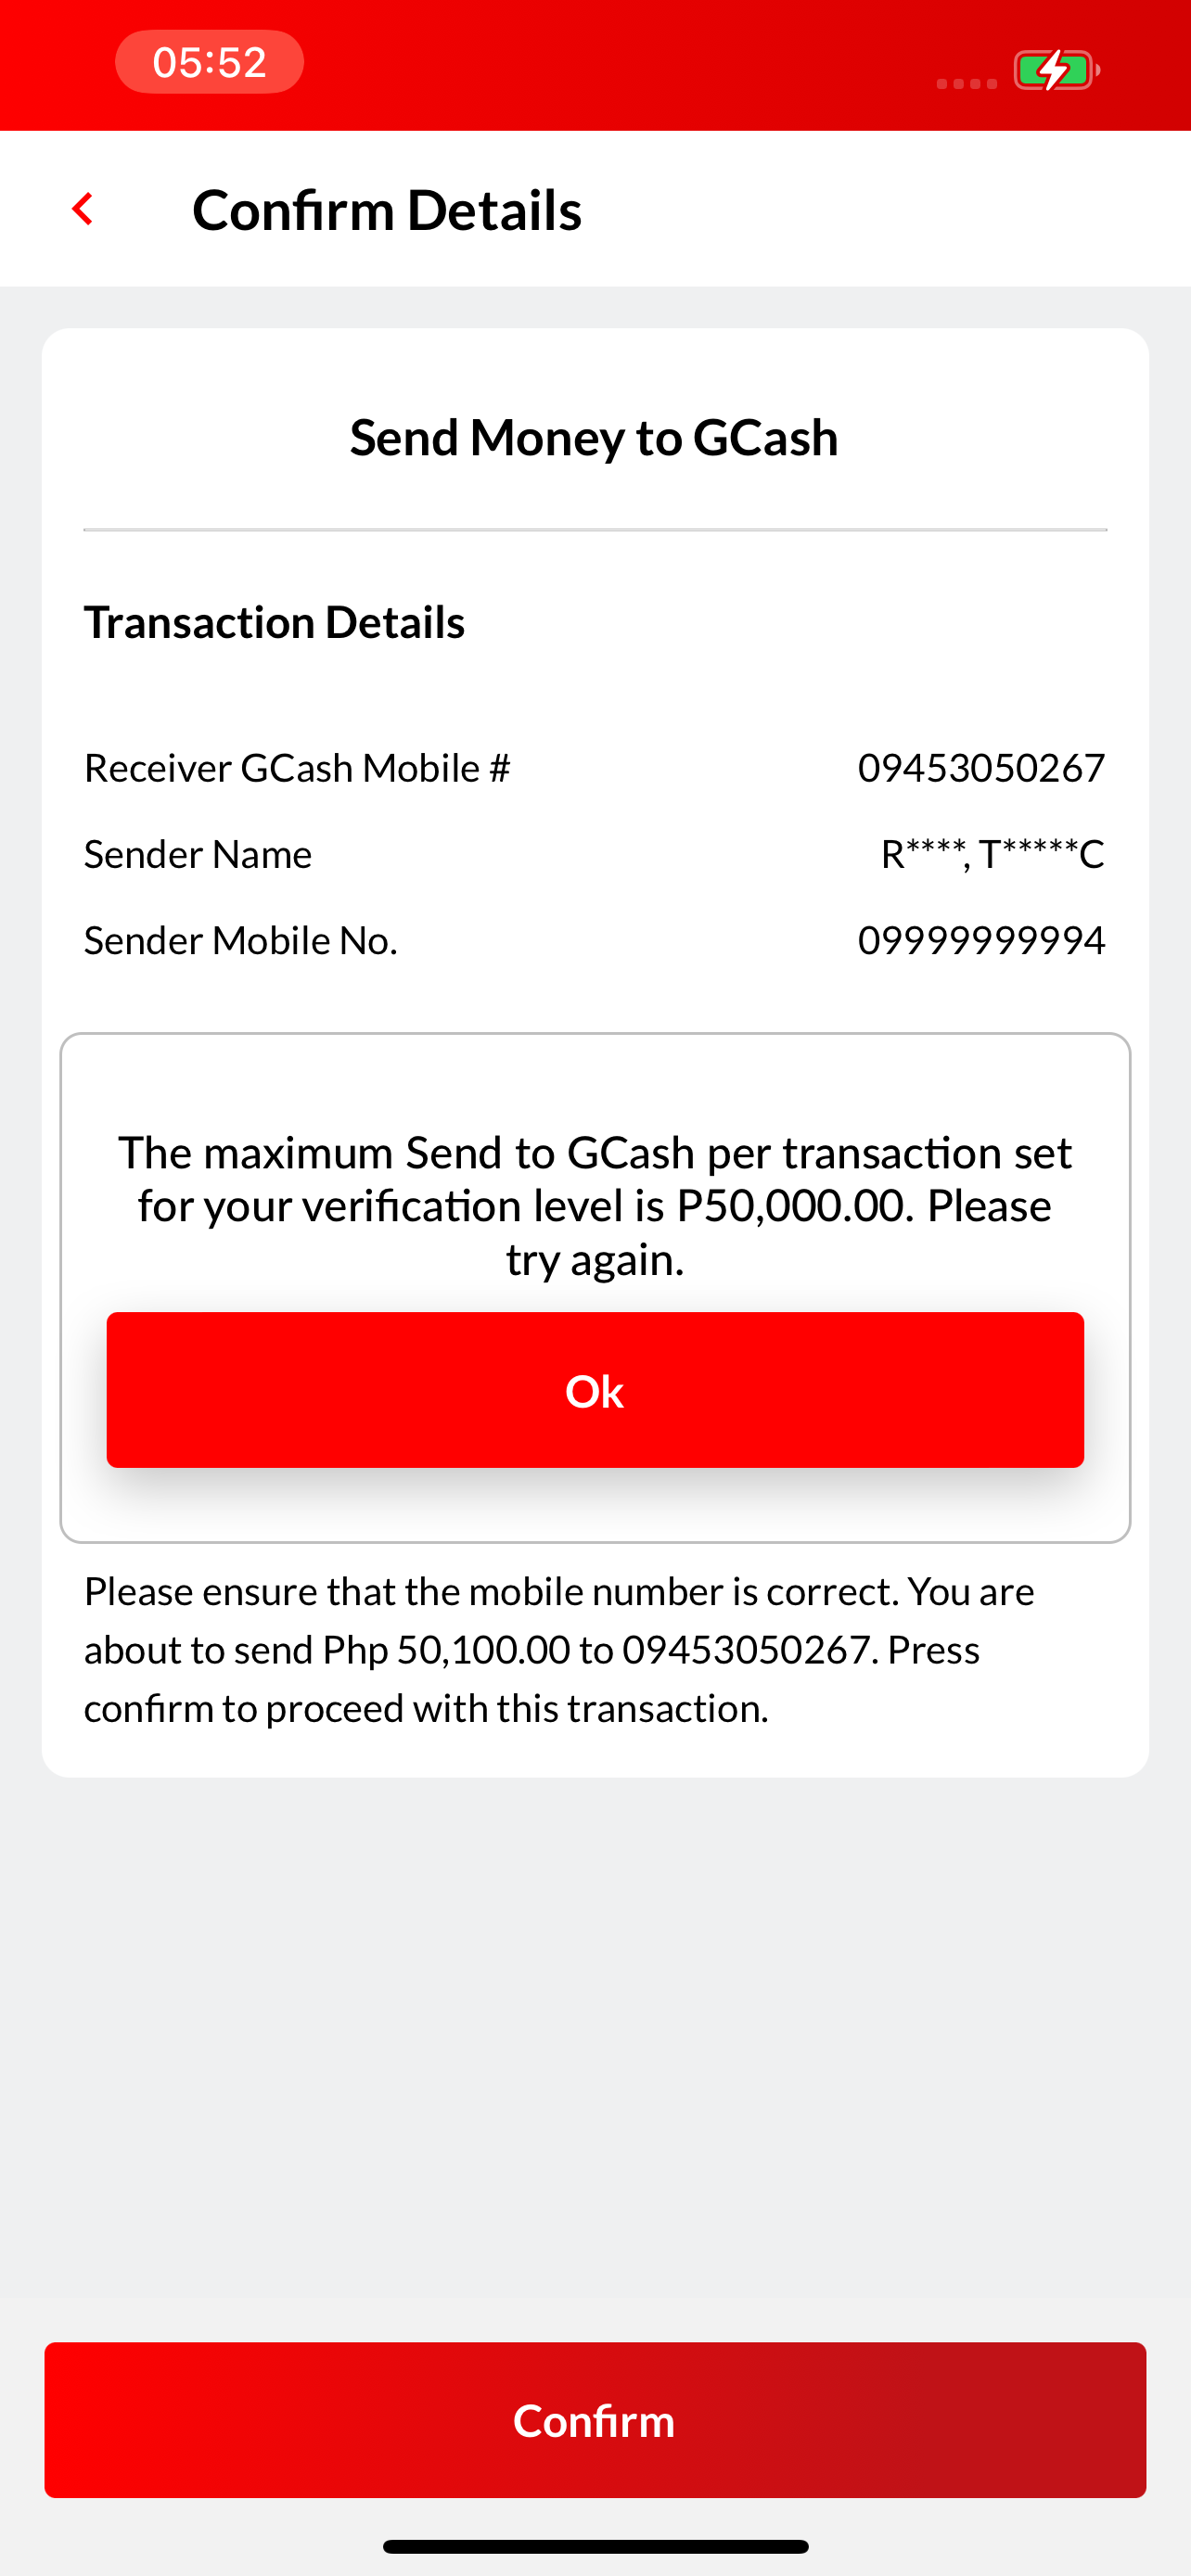 05:52
Confirm Details
Send Money to GCash
Transaction Details
Receiver GCash Mobile # 09453050267
Sender Name R****, T*****C
Sender Mobile No. 09999999994
The maximum Send to GCash per transaction set
for your verification level is P50,000.00. Please
try again.
Ok
Please ensure that the mobile number is correct. You are
about to send Php 50,100.00 to 09453050267. Press
confirm to proceed with this transaction.
Confirm